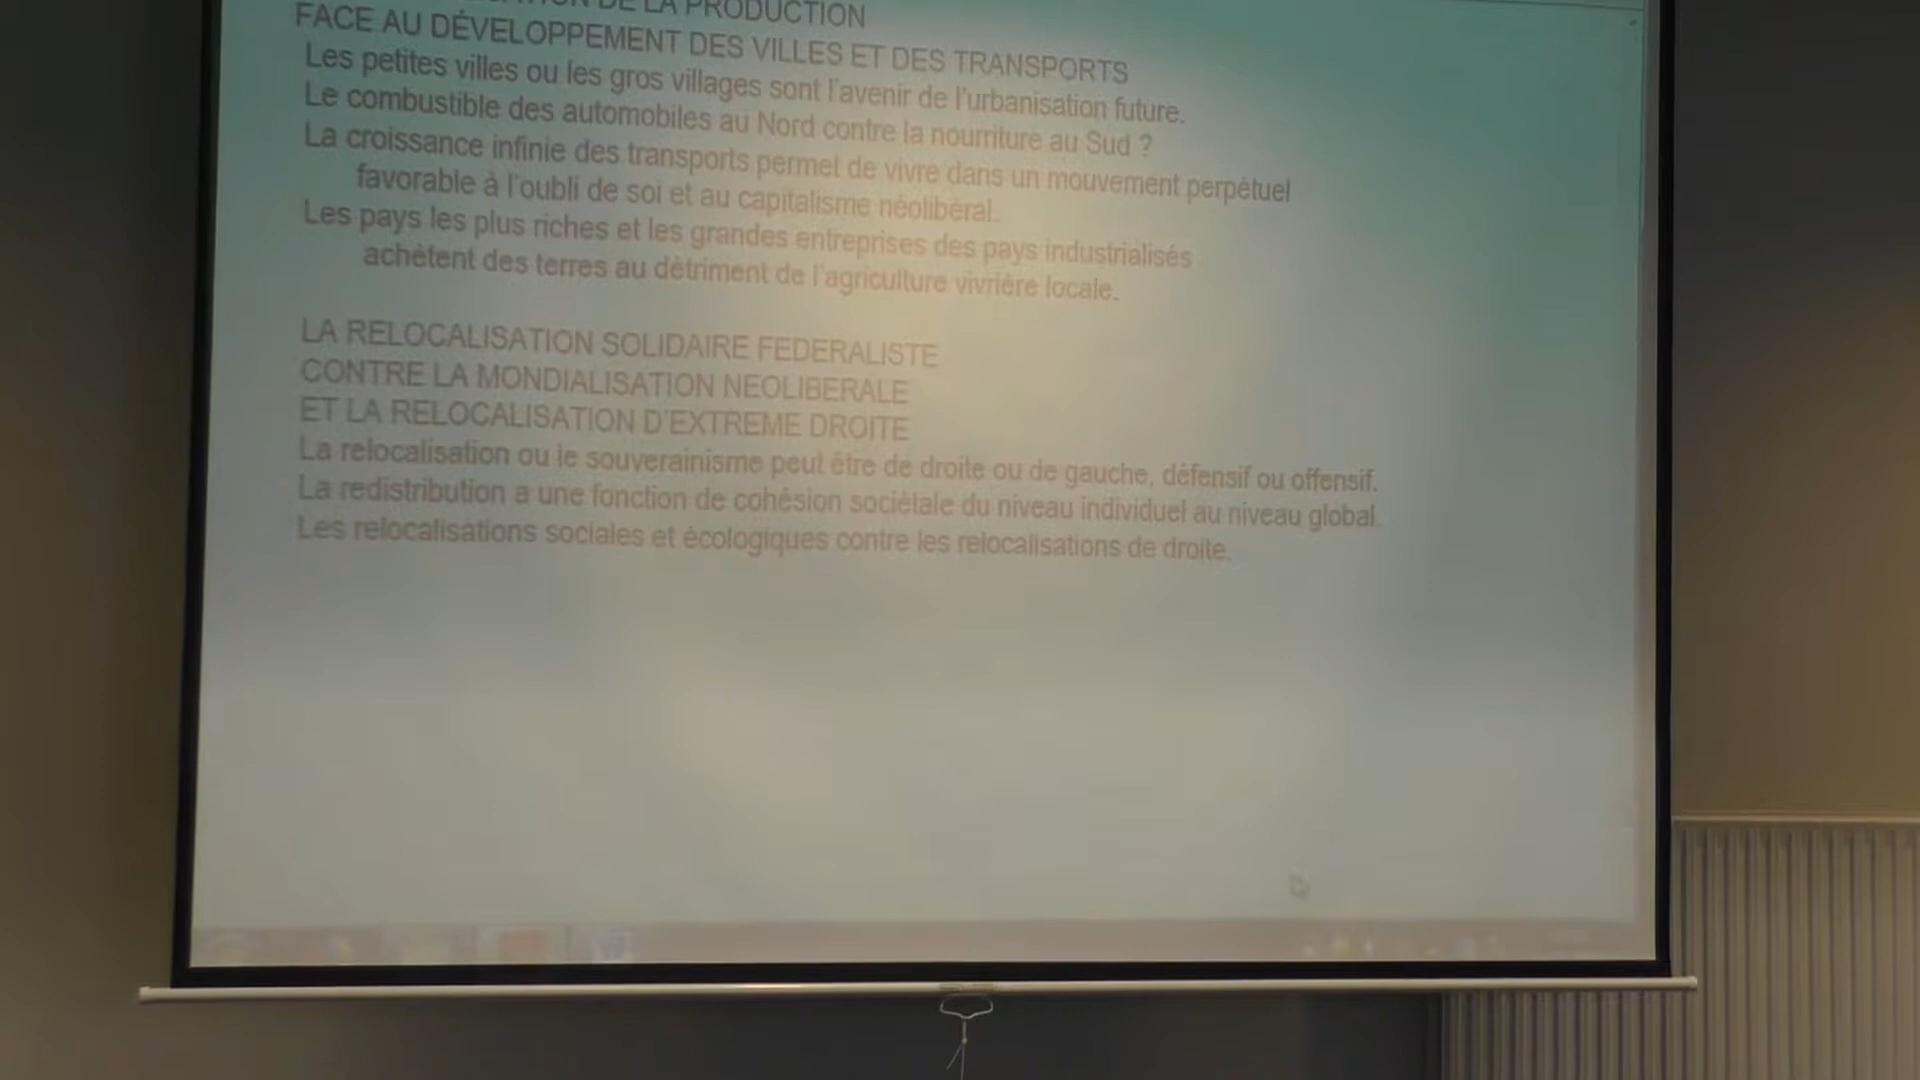 DE LA PRODUCTION
FACE AU DÉVELOPPEMENT DES VILLES ET DES TRANSPORTS
Les petites villes ou les gros villages sont l'avenir de l'urbanisation future.
Le combustible des automobiles au Nord contre la nourriture au Sud ?
La croissance infinie des transports permet de vivre dans un mouvement perpétuel
favorable à l'oubli de soi et au capitalisme néolibéral.
Les pays les plus riches et les grandes entreprises des pays industrialisés
achètent des terres au détriment de l'agriculture vivrière locale.
LA RELOCALISATION SOLIDAIRE FEDERALISTE
CONTRE LA MONDIALISATION NEOLIBERALE
ET LA RELOCALISATION D'EXTREME DROITE
La relocalisation ou le souverainisme peut être de droite ou de gauche, défensif ou offensif.
La redistribution a une fonction de cohésion sociétale du niveau individuel au niveau global.
Les relocalisations sociales et écologiques contre les relocalisations de droite.